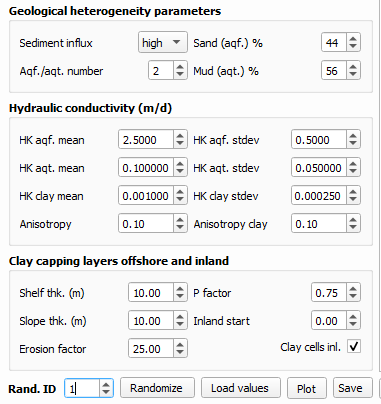 Geological heterogeneity parameters
Sediment influx high Sand (aqf.) % 44
Aqf./aqt. number 2 Mud (aqt.) % 56
Hydraulic conductivity (m/d)
HK aqf. mean 2.5000 HK aqf. stdev 0.5000
HK aqt. mean 0.100000 HK aqt. stdev 0.050000
HK clay mean 0.001000 HK clay stdev 0.000250
Anisotropy 0.10 Anisotropy clay 0.10
Clay capping layers offshore and inland
Shelf thk. (m) 10.00 P factor 0.75
Slope thk. (m) 10.00 Inland start 0.00
Erosion factor 25.00 Clay cells inl.
Rand. ID 1 Randomize Load values Plot Save